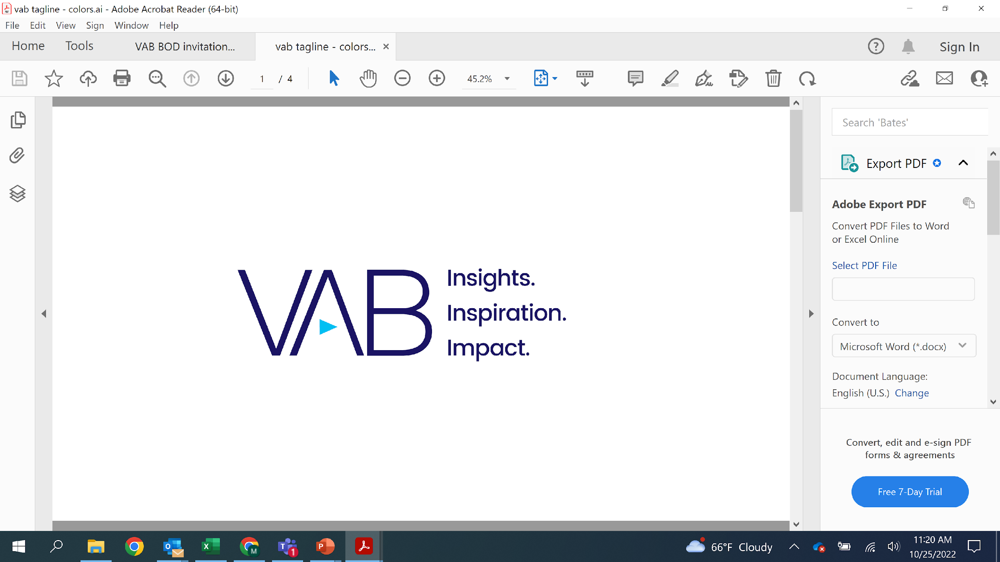 vab tagline - colors.ai - Adobe Acrobat Reader (64-bit)
File Edit View Sign Window Help
Home Tools VAB BOD invitation... vab tagline - colors... Sign In
1 / 4 45.2%
Search 'Bates'
Export PDF
Adobe Export PDF
Convert PDF Files to Word
or Excel Online
Select PDF File
Convert to
Microsoft Word (*.docx)
Document Language:
English (U.S.) Change
Convert, edit and e-sign PDF
forms & agreements
Free 7-Day Trial
VAB
Insights.
Inspiration.
Impact.
66°F Cloudy
11:20 AM
10/25/2022